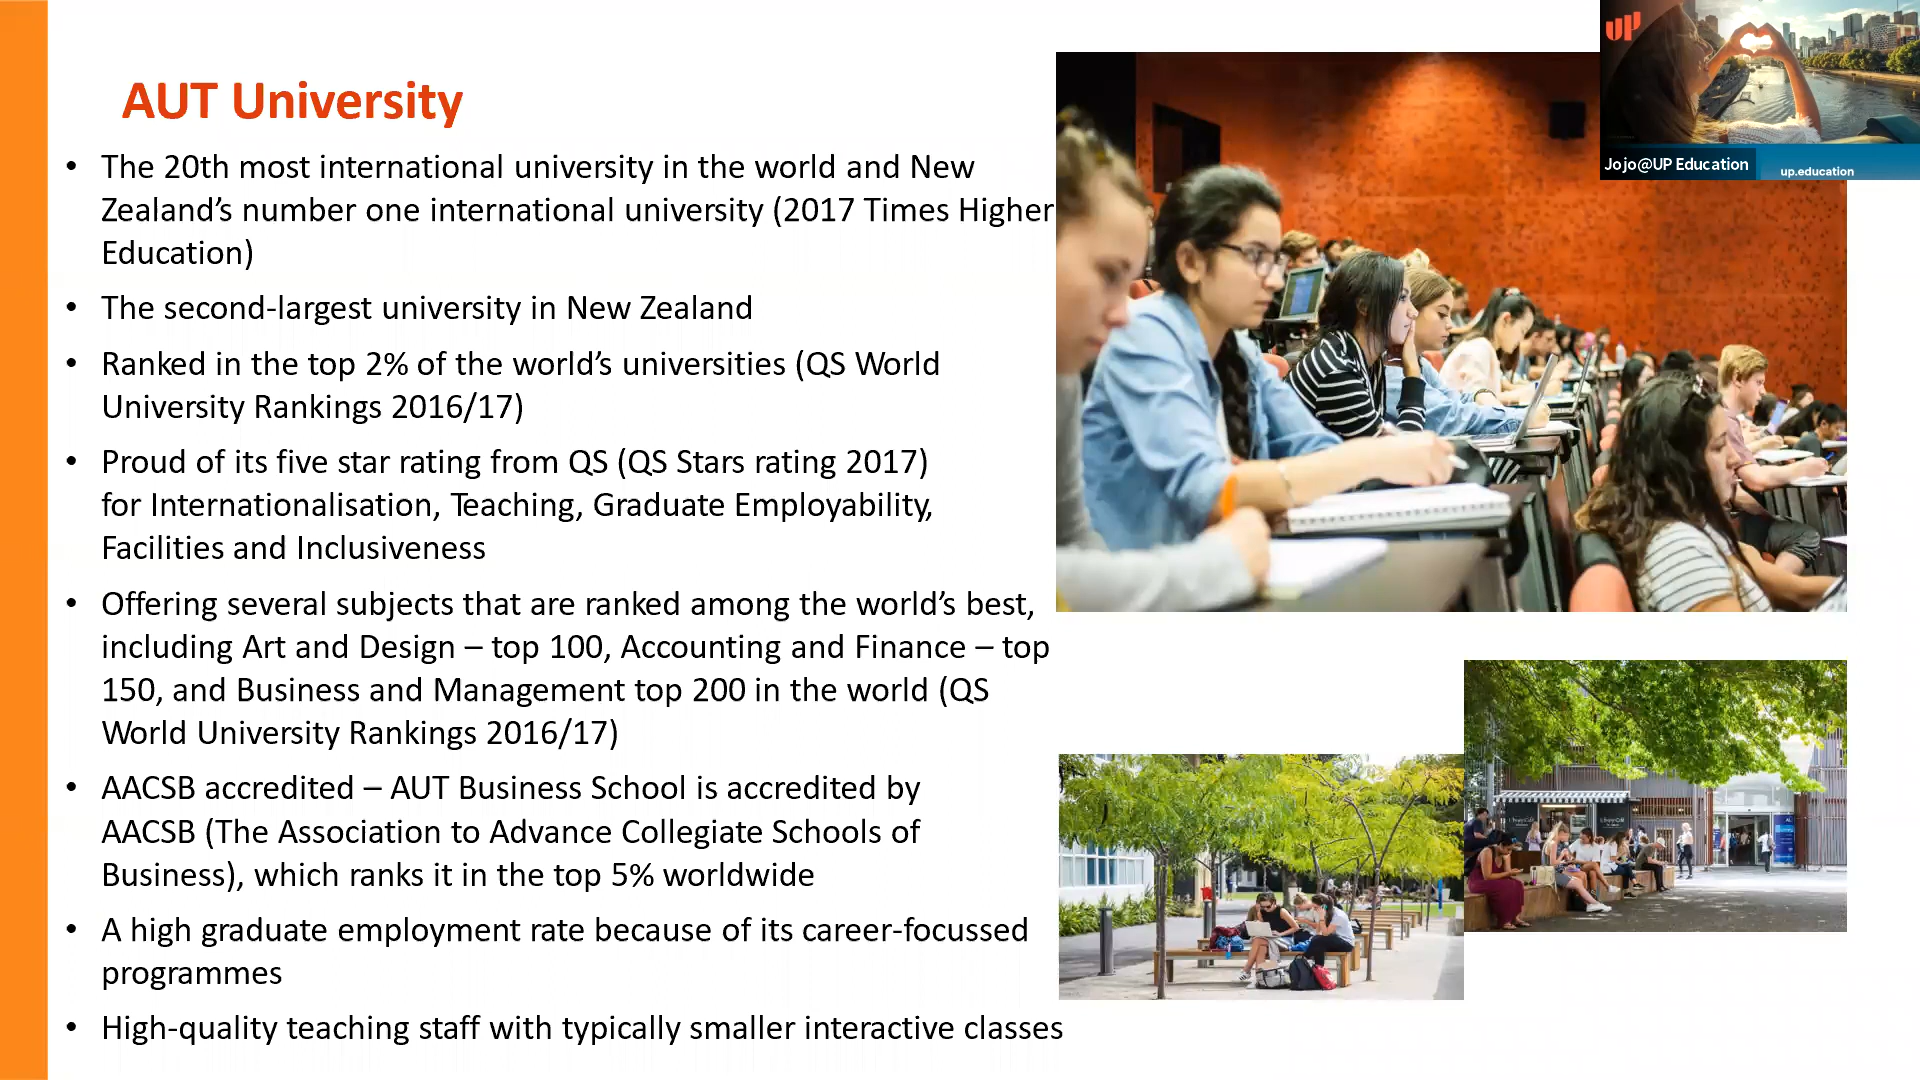 AUT University
• The 20th most international university in the world and New
Zealand’s number one international university (2017 Times Higher
Education)
• The second-largest university in New Zealand
• Ranked in the top 2% of the world’s universities (QS World
University Rankings 2016/17)
• Proud of its five star rating from QS (QS Stars rating 2017)
for Internationalisation, Teaching, Graduate Employability,
Facilities and Inclusiveness
• Offering several subjects that are ranked among the world’s best,
including Art and Design – top 100, Accounting and Finance – top
150, and Business and Management top 200 in the world (QS
World University Rankings 2016/17)
• AACSB accredited – AUT Business School is accredited by
AACSB (The Association to Advance Collegiate Schools of
Business), which ranks it in the top 5% worldwide
• A high graduate employment rate because of its career-focussed
programmes
• High-quality teaching staff with typically smaller interactive classes
UP
Jojo@UP Education
up.education